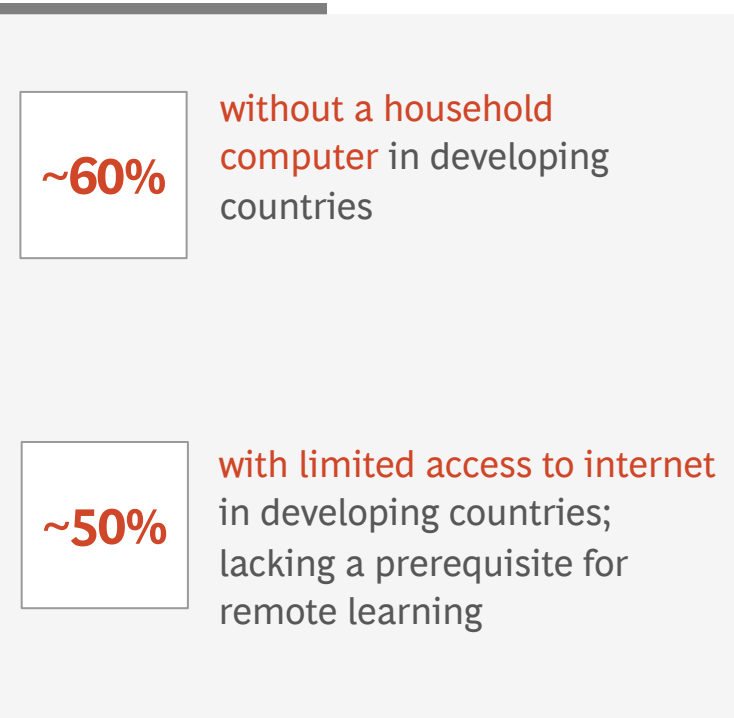 ~60%
without a household
computer in developing
countries
~50%
with limited access to internet
in developing countries;
lacking a prerequisite for
remote learning